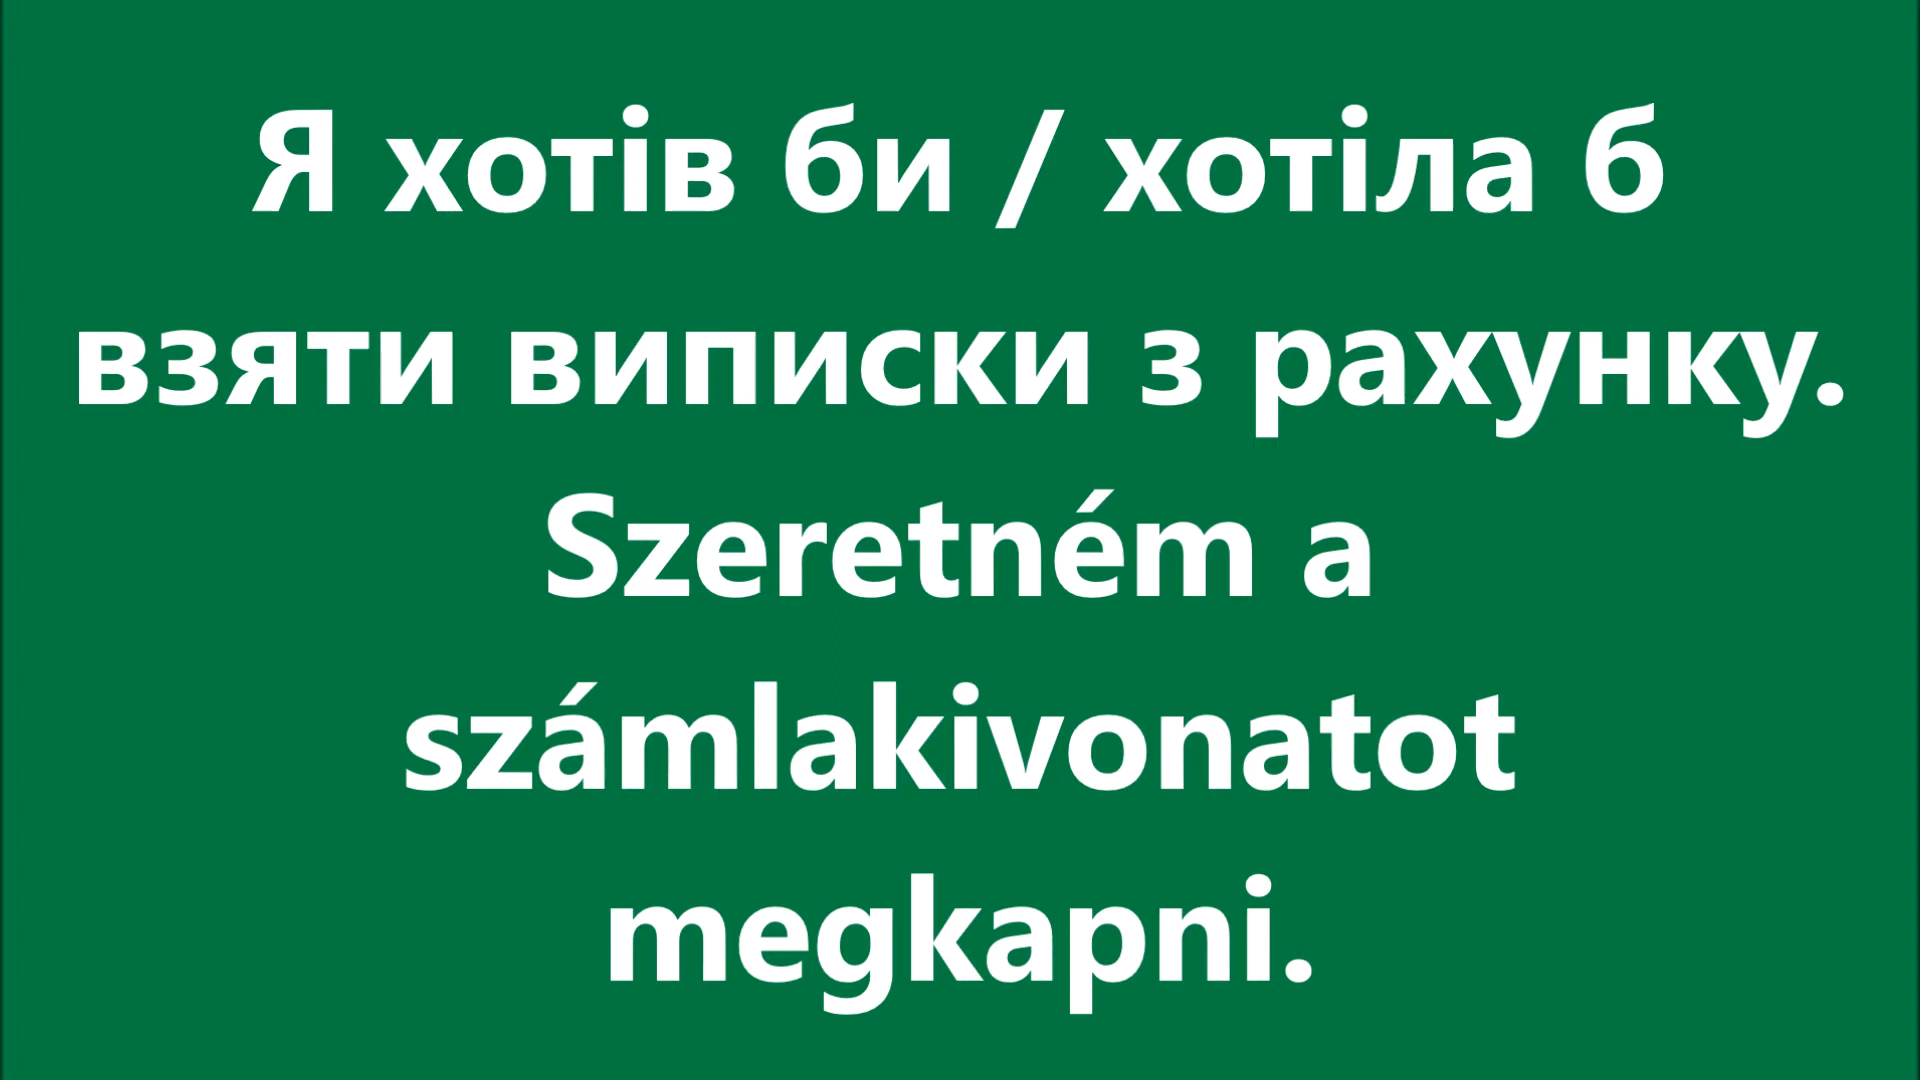 Я хотів би / хотіла б
взяти виписки з рахунку.
Szeretném a
számlakivonatot
megkapni.